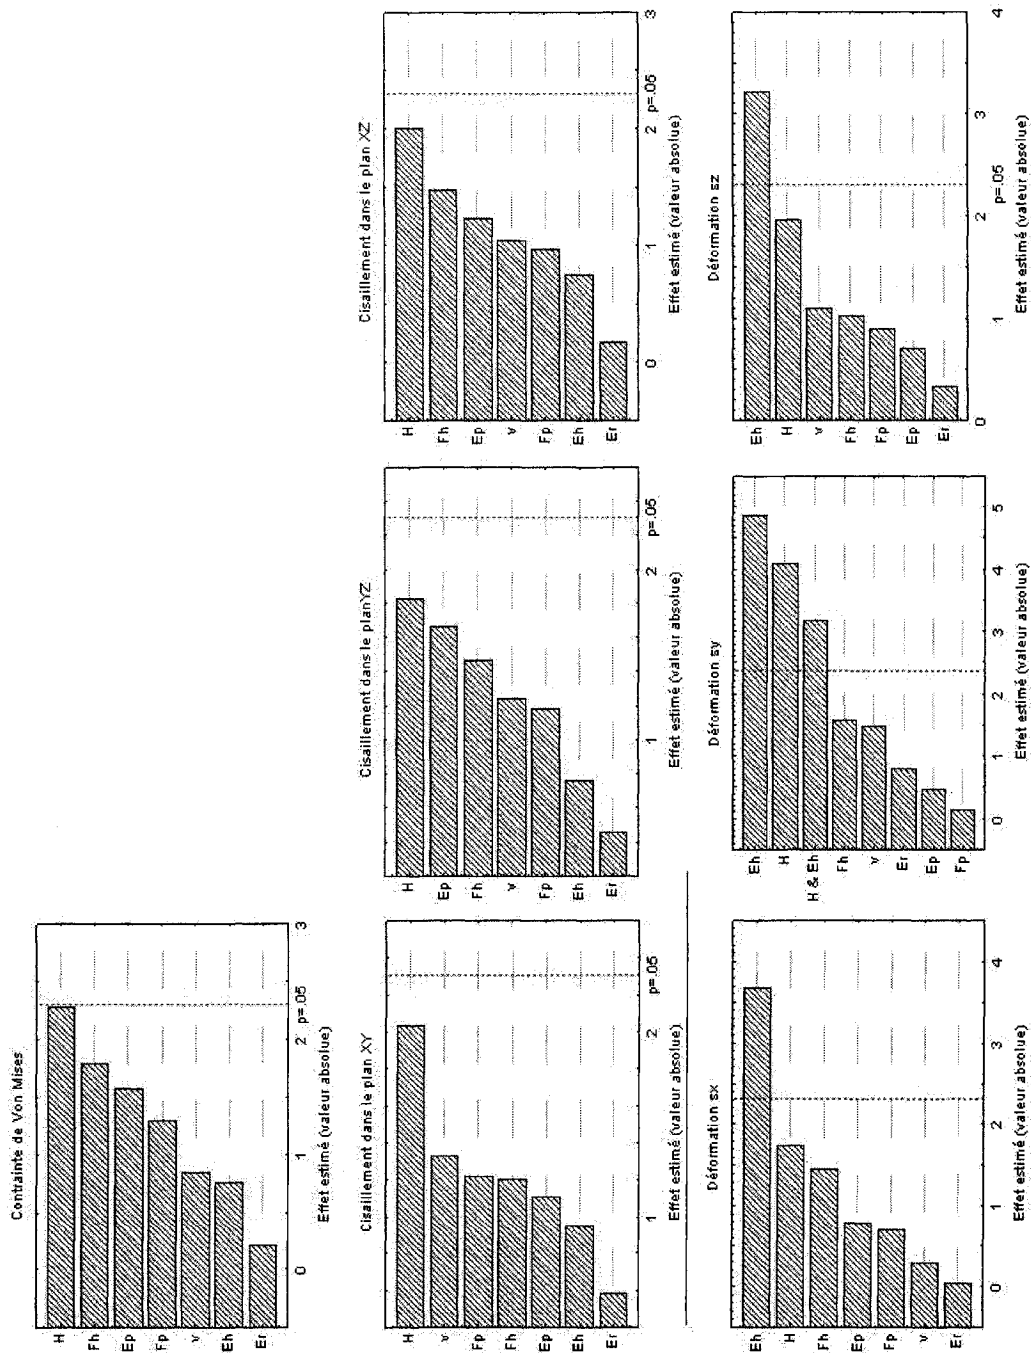 Contrainte de Von Mises
H
Fh
Ep
Fp
v
Eh
Er
0
1
2
p=.05
3
Effet estimé (valeur absolue)
Cisaillement dans le plan XY
H
v
Fp
Fh
Ep
Eh
Er
1
2
p=.05
Effet estimé (valeur absolue)
Cisaillement dans le plan YZ
H
Ep
Fh
v
Fp
Eh
Er
1
2
p=.05
Effet estimé (valeur absolue)
Cisaillement dans le plan XZ
H
Fh
Ep
v
Fp
Eh
Er
0
1
2
p=.05
3
Effet estimé (valeur absolue)
Déformation εx
Eh
H
Fh
Ep
Fp
v
Er
0
1
2
3
4
Effet estimé (valeur absolue)
Déformation εy
Eh
H
H & Eh
Fh
v
Er
Ep
Fp
0
1
2
3
4
5
Effet estimé (valeur absolue)
Déformation εz
Eh
H
v
Fh
Fp
Ep
Er
0
1
2
p=.05
3
4
Effet estimé (valeur absolue)